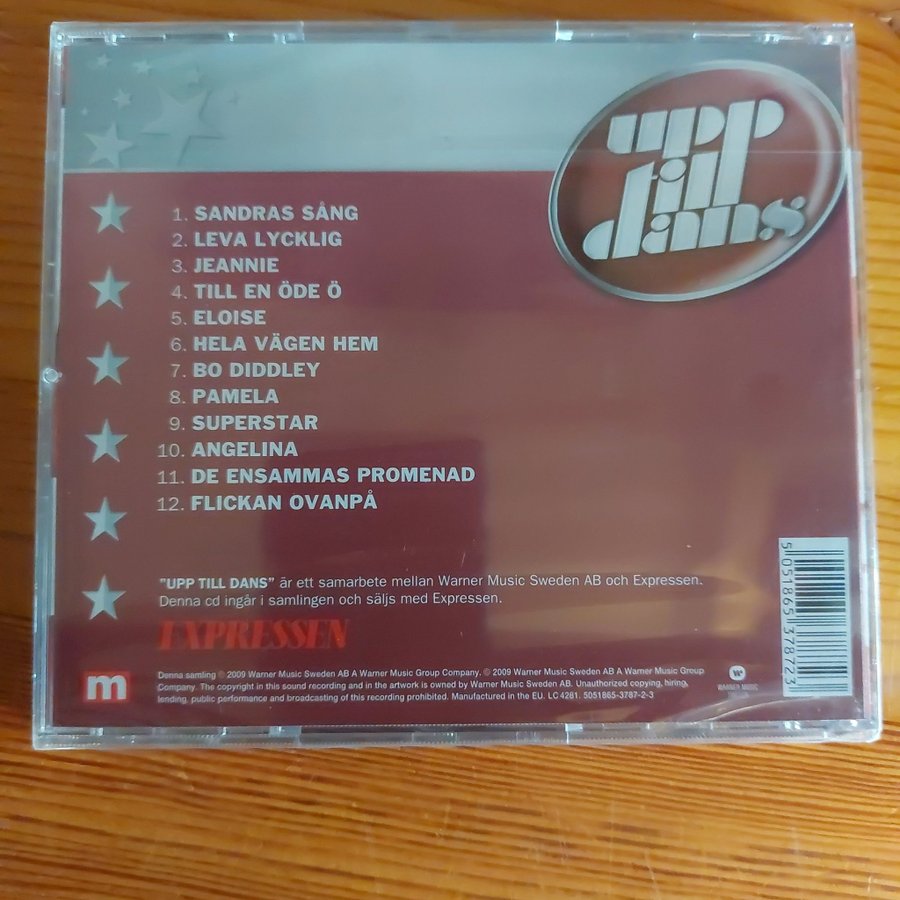 upp
till
dans
1. SANDRAS SÅNG
2. LEVA LYCKLIG
3. JEANNIE
4. TILL EN ÖDE Ö
5. ELOISE
6. HELA VÄGEN HEM
7. BO DIDDLEY
8. PAMELA
9. SUPERSTAR
10. ANGELINA
11. DE ENSAMMAS PROMENAD
12. FLICKAN OVANPÅ
"UPP TILL DANS" är ett samarbete mellan Warner Music Sweden AB och Expressen.
Denna cd ingår i samlingen och säljs med Expressen.
EXPRESSEN
m
Denna samling ℗ 2009 Warner Music Sweden AB A Warner Music Group Company. © 2009 Warner Music Sweden AB A Warner Music Group
Company. The copyright in this sound recording and in the artwork is owned by Warner Music Sweden AB. Unauthorized copying, hiring,
lending, public performance and broadcasting of this recording prohibited. Manufactured in the EU. LC 4281. 5051865-3787-2-3
WARNER MUSIC
5 051865 378723